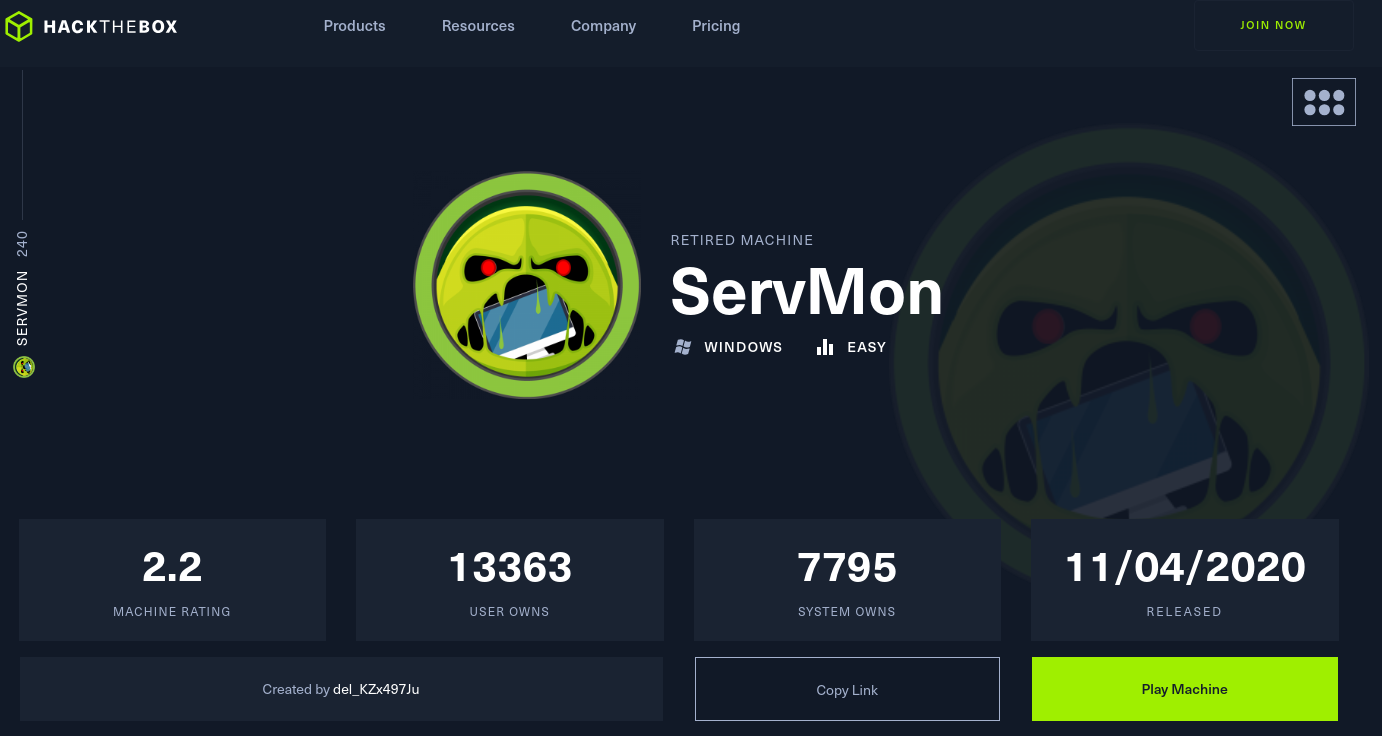 HACKTHEBOX
Products
Resources
Company
Pricing
JOIN NOW
SERVMON 240
RETIRED MACHINE
ServMon
WINDOWS
EASY
2.2
MACHINE RATING
13363
USER OWNS
7795
SYSTEM OWNS
11/04/2020
RELEASED
Created by del_KZx497Ju
Copy Link
Play Machine